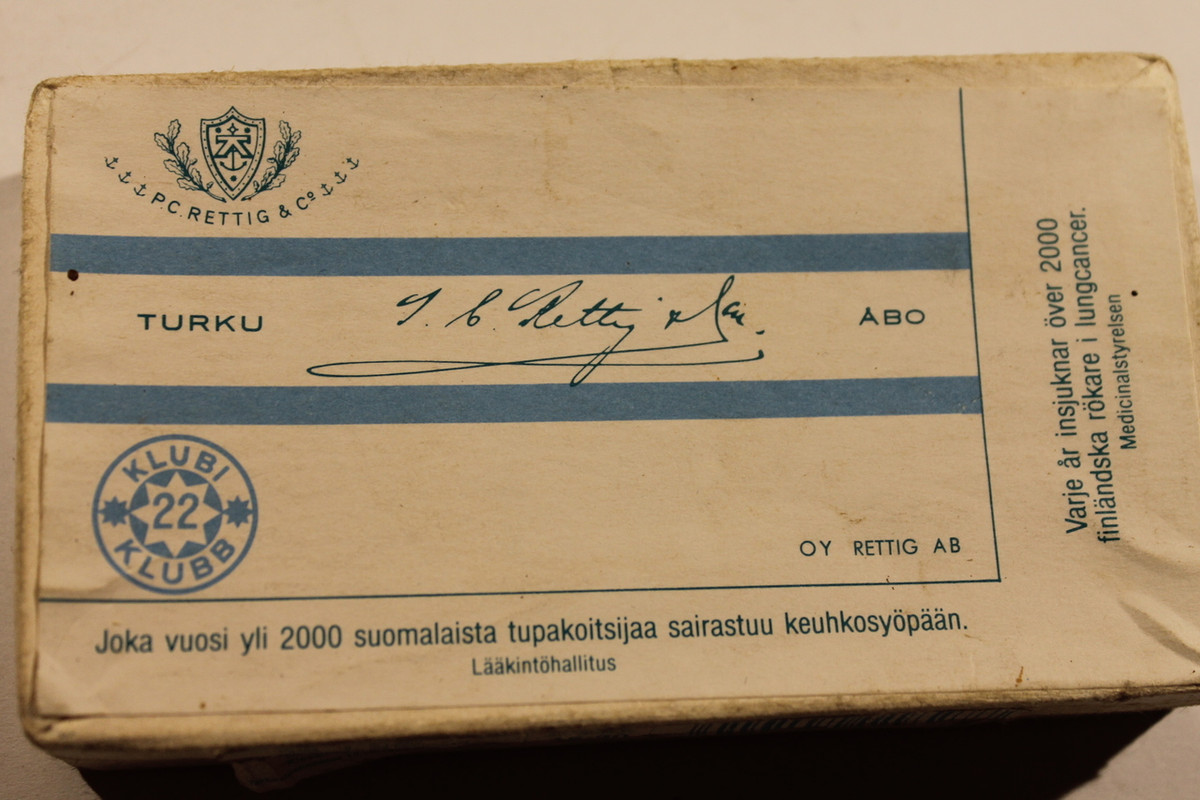 P.C. RETTIG & Cº
TURKU
P. C. Rettig &
ÅBO
KLUBI
22
KLUBB
OY RETTIG AB
Joka vuosi yli 2000 suomalaista tupakoitsijaa sairastuu keuhkosyöpään.
Lääkintöhallitus
Varje år insjuknar över 2000
finländska rökare i lungcancer.
Medicinalstyrelsen